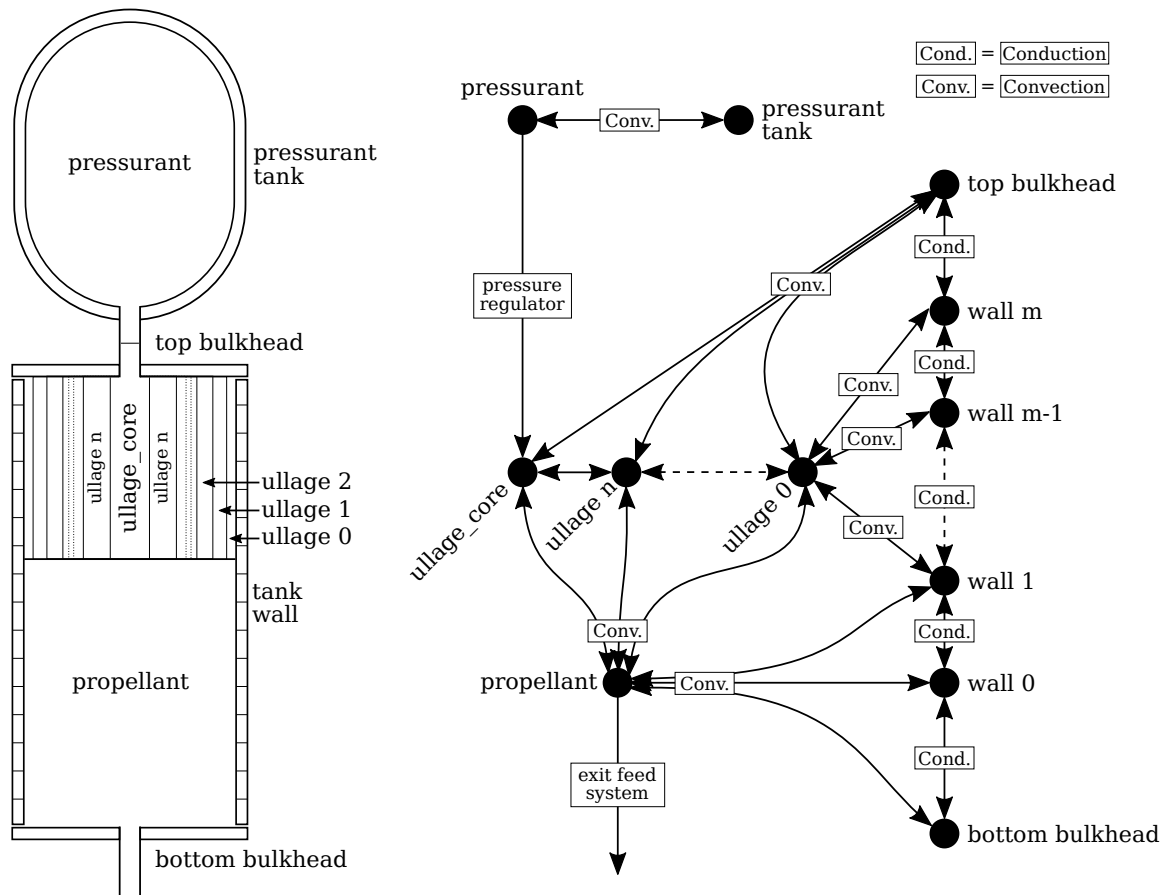 pressurant
pressurant
tank
top bulkhead
ullage n
ullage_core
ullage n
ullage 2
ullage 1
ullage 0
tank
wall
propellant
bottom bulkhead
Cond. = Conduction
Conv. = Convection
pressurant
Conv.
pressurant
tank
top bulkhead
Cond.
pressure
regulator
Conv.
wall m
Cond.
Conv.
wall m-1
Conv.
ullage_core
ullage n
ullage 0
Cond.
Conv.
wall 1
Conv.
Cond.
propellant
Conv.
wall 0
Cond.
exit feed
system
bottom bulkhead